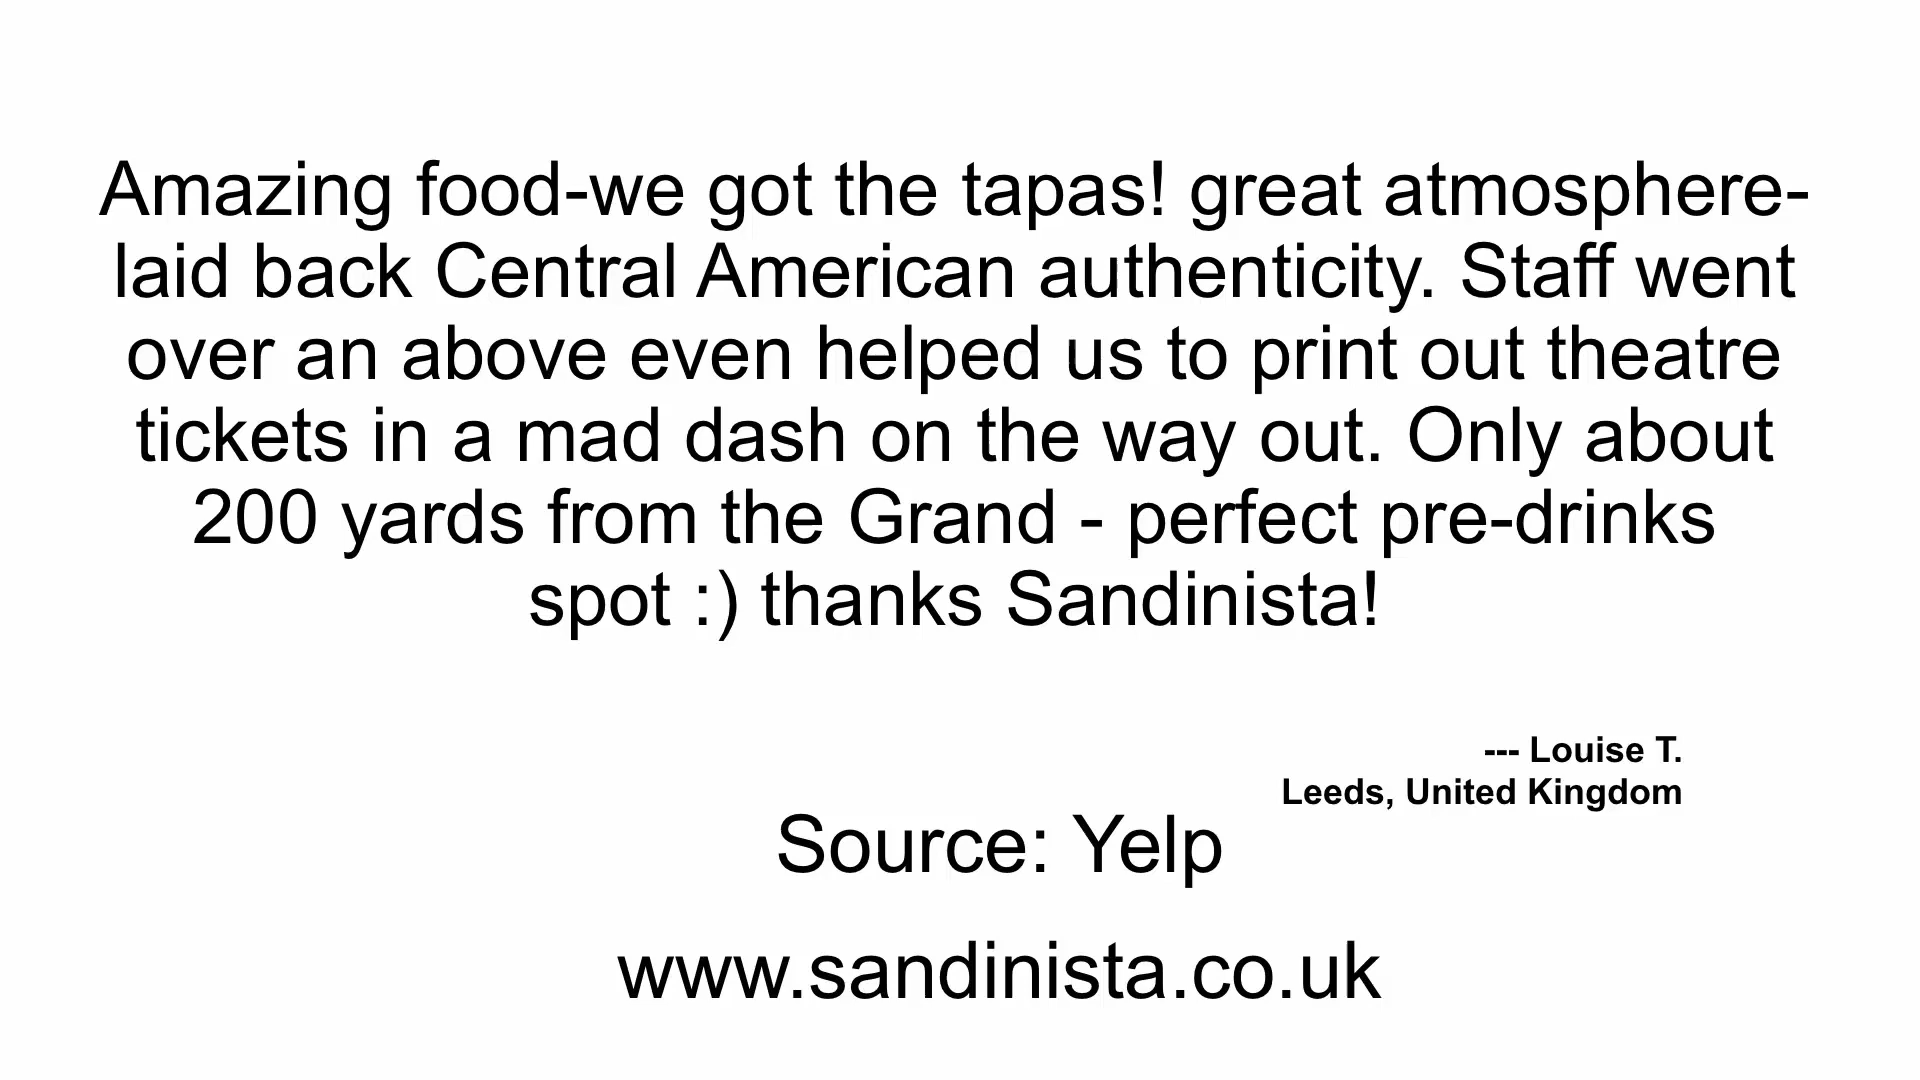 Amazing food-we got the tapas! great atmosphere-
laid back Central American authenticity. Staff went
over an above even helped us to print out theatre
tickets in a mad dash on the way out. Only about
200 yards from the Grand - perfect pre-drinks
spot :) thanks Sandinista!
--- Louise T.
Leeds, United Kingdom
Source: Yelp
www.sandinista.co.uk